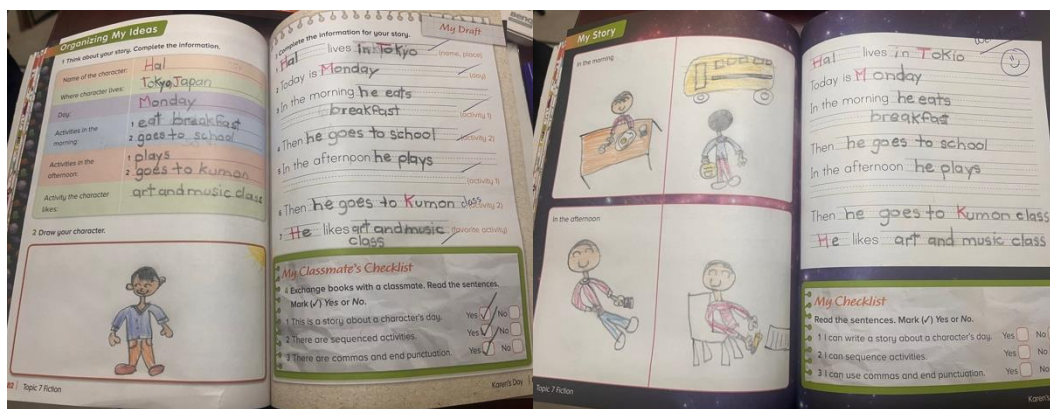 Organizing My Ideas
1 Think about your story. Complete the information.
Name of the character: Hal
Where character lives: Tokyo, Japan
Day: Monday
Activities in the morning:
1 eat breakfast
2 goes to school
Activities in the afternoon:
1 plays
2 goes to kumon
Activity the character likes:
art and music class
2 Draw your character.
Topic 7 Fiction
My Draft
3 Complete the information for your story.
1 Hal lives in Tokyo (name, place)
2 Today is Monday (day)
3 In the morning he eats
breakfast (activity 1)
4 Then he goes to school (activity 2)
5 In the afternoon he plays
(activity 1)
6 Then he goes to Kumon class (activity 2)
7 He likes art and music (favorite activity)
class
My Classmate's Checklist
4 Exchange books with a classmate. Read the sentences.
Mark (✓) Yes or No.
1 This is a story about a character's day. Yes No
2 There are sequenced activities. Yes No
3 There are commas and end punctuation. Yes No
Karen's Day
My Story
In the morning
In the afternoon
Topic 7 Fiction
Hal lives in Tokio
Today is Monday
In the morning he eats
breakfast
Then he goes to school
In the afternoon he plays
Then he goes to Kumon class
He likes art and music class
My Checklist
Read the sentences. Mark (✓) Yes or No.
1 I can write a story about a character's day. Yes No
2 I can sequence activities. Yes No
3 I can use commas and end punctuation. Yes No
Karen's